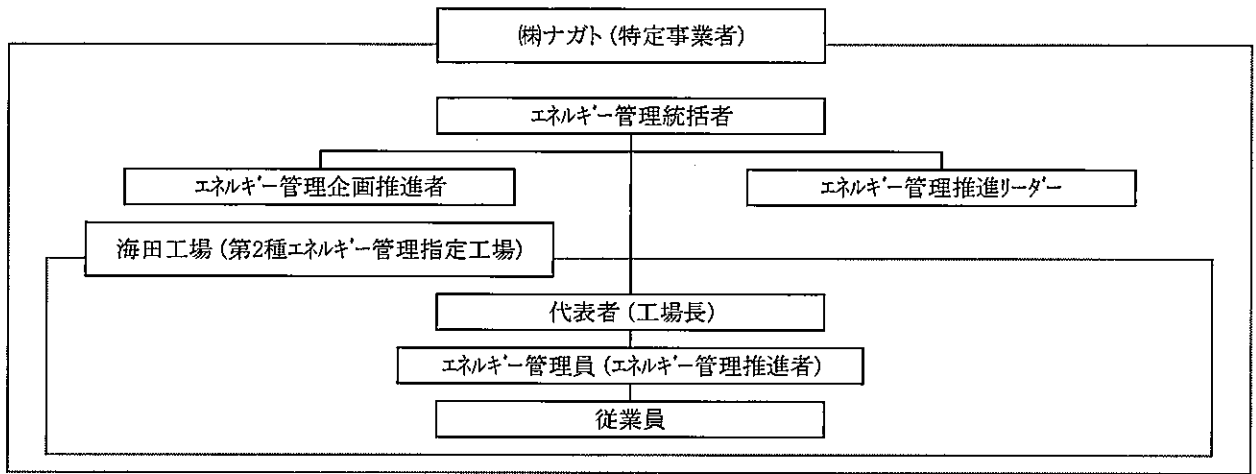 ㈱ナガト(特定事業者)
エネルギー管理統括者
エネルギー管理企画推進者
エネルギー管理推進リーダー
海田工場(第2種エネルギー管理指定工場)
代表者(工場長)
エネルギー管理員(エネルギー管理推進者)
従業員